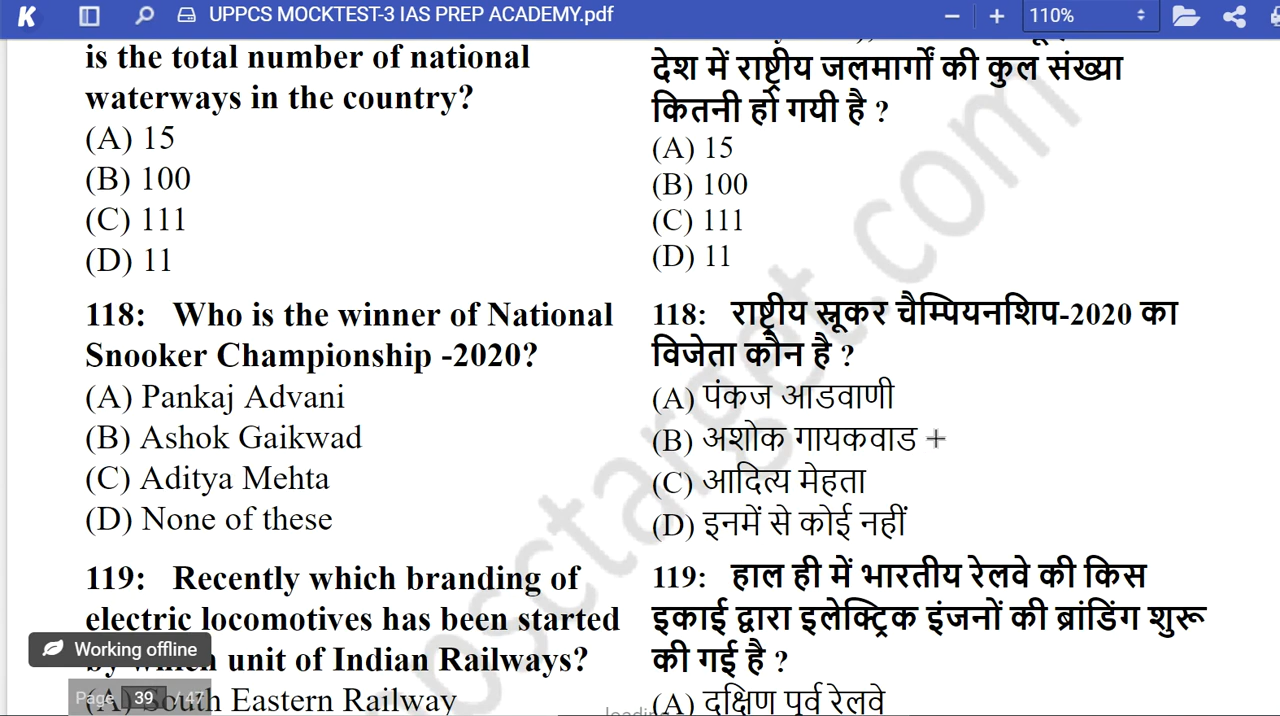 UPPCS MOCKTEST-3 IAS PREP ACADEMY.pdf
110%
is the total number of national
waterways in the country?
(A) 15
(B) 100
(C) 111
(D) 11
118: Who is the winner of National
Snooker Championship -2020?
(A) Pankaj Advani
(B) Ashok Gaikwad
(C) Aditya Mehta
(D) None of these
119: Recently which branding of
electric locomotives has been started
by which unit of Indian Railways?
(A) South Eastern Railway
देश में राष्ट्रीय जलमार्गों की कुल संख्या
कितनी हो गयी है ?
(A) 15
(B) 100
(C) 111
(D) 11
118: राष्ट्रीय स्नूकर चैम्पियनशिप-2020 का
विजेता कौन है ?
(A) पंकज आडवाणी
(B) अशोक गायकवाड
(C) आदित्य मेहता
(D) इनमें से कोई नहीं
119: हाल ही में भारतीय रेलवे की किस
इकाई द्वारा इलेक्ट्रिक इंजनों की ब्रांडिंग शुरू
की गई है ?
(A) दक्षिण पूर्व रेलवे
Working offline
Page 39 / 47